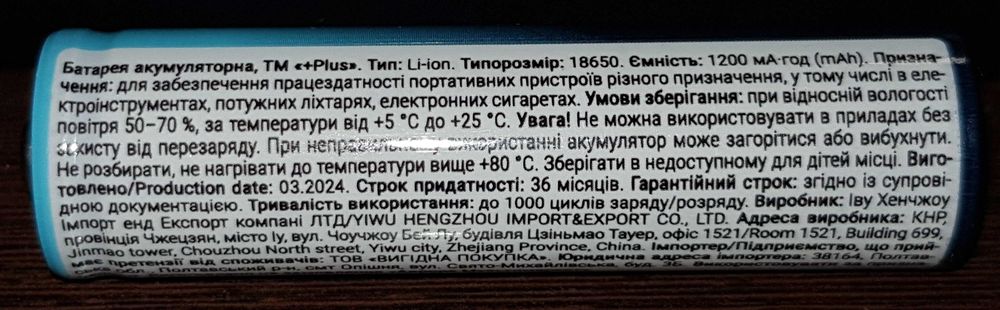 Батарея акумуляторна, ТМ «+Plus». Тип: Li-ion. Типорозмір: 18650. Ємність: 1200 мА·год (mAh). Призна-
чення: для забезпечення працездатності портативних пристроїв різного призначення, у тому числі в еле-
ктроінструментах, потужних ліхтарях, електронних сигаретах. Умови зберігання: при відносній вологості
повітря 50–70 %, за температури від +5 °C до +25 °C. Увага! Не можна використовувати в приладах без
захисту від перезаряду. При неправильному використанні акумулятор може загорітися або вибухнути.
Не розбирати, не нагрівати до температури вище +80 °C. Зберігати в недоступному для дітей місці. Виго-
товлено/Production date: 03.2024. Строк придатності: 36 місяців. Гарантійний строк: згідно із супрові-
дною документацією. Тривалість використання: до 1000 циклів заряду/розряду. Виробник: Іву Хенчжоу
Імпорт енд Експорт компані ЛТД/YIWU HENGZHOU IMPORT&EXPORT CO., LTD. Адреса виробника: КНР,
провінція Чжецзян, місто Іу, вул. Чоучжоу Бейлу, будівля Цзіньмао Тауер, офіс 1521/Room 1521, Building 699,
Jinmao tower, Chouzhou North street, Yiwu city, Zhejiang Province, China. Імпортер/Підприємство, що прий-
має претензії від споживачів: ТОВ «ВИГІДНА ПОКУПКА». Юридична адреса імпортера: 38164, Полтав-
ська обл., Полтавський р-н, смт Опішня, вул. Свято-Михайлівська, буд. 3Б. Використовувати за призна-